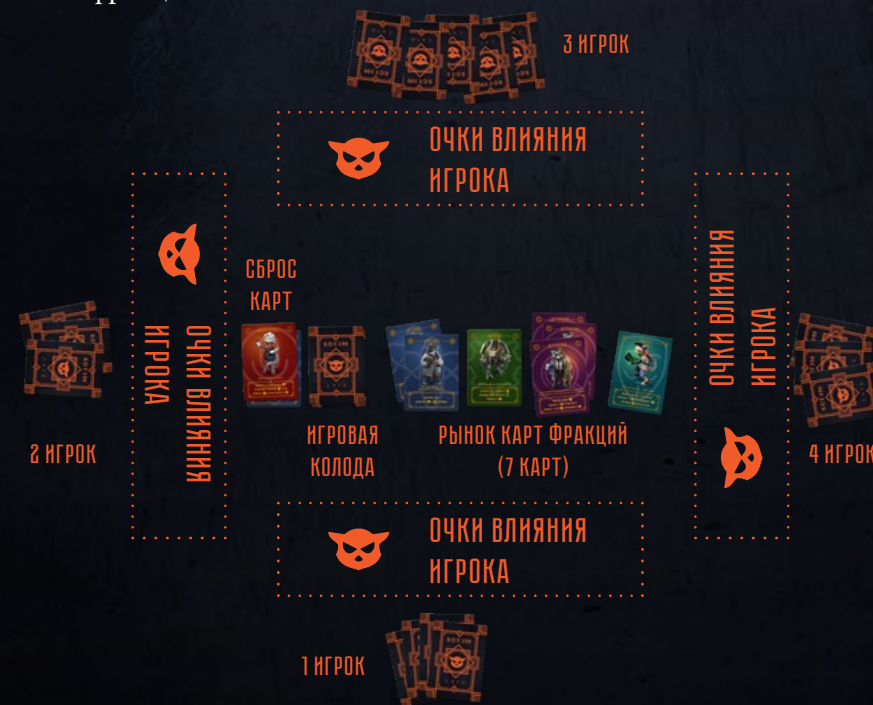 3 ИГРОК
ОЧКИ ВЛИЯНИЯ
ИГРОКА
СБРОС
КАРТ
ОЧКИ ВЛИЯНИЯ
ИГРОКА
ОЧКИ ВЛИЯНИЯ
ИГРОКА
2 ИГРОК
ИГРОВАЯ
КОЛОДА
РЫНОК КАРТ ФРАКЦИЙ
(7 КАРТ)
4 ИГРОК
ОЧКИ ВЛИЯНИЯ
ИГРОКА
1 ИГРОК